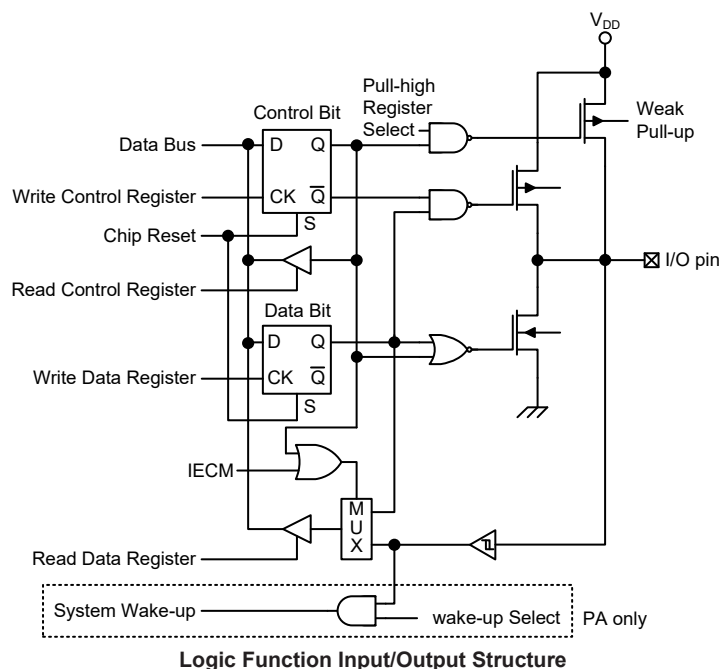 V_DD
Pull-high
Register
Select
Weak
Pull-up
Control Bit
Data Bus
D Q
Write Control Register
CK Q̅
Chip Reset
S
I/O pin
Read Control Register
Data Bit
D Q
Write Data Register
CK Q̅
S
IECM
M
U
X
Read Data Register
System Wake-up
wake-up Select
PA only
Logic Function Input/Output Structure